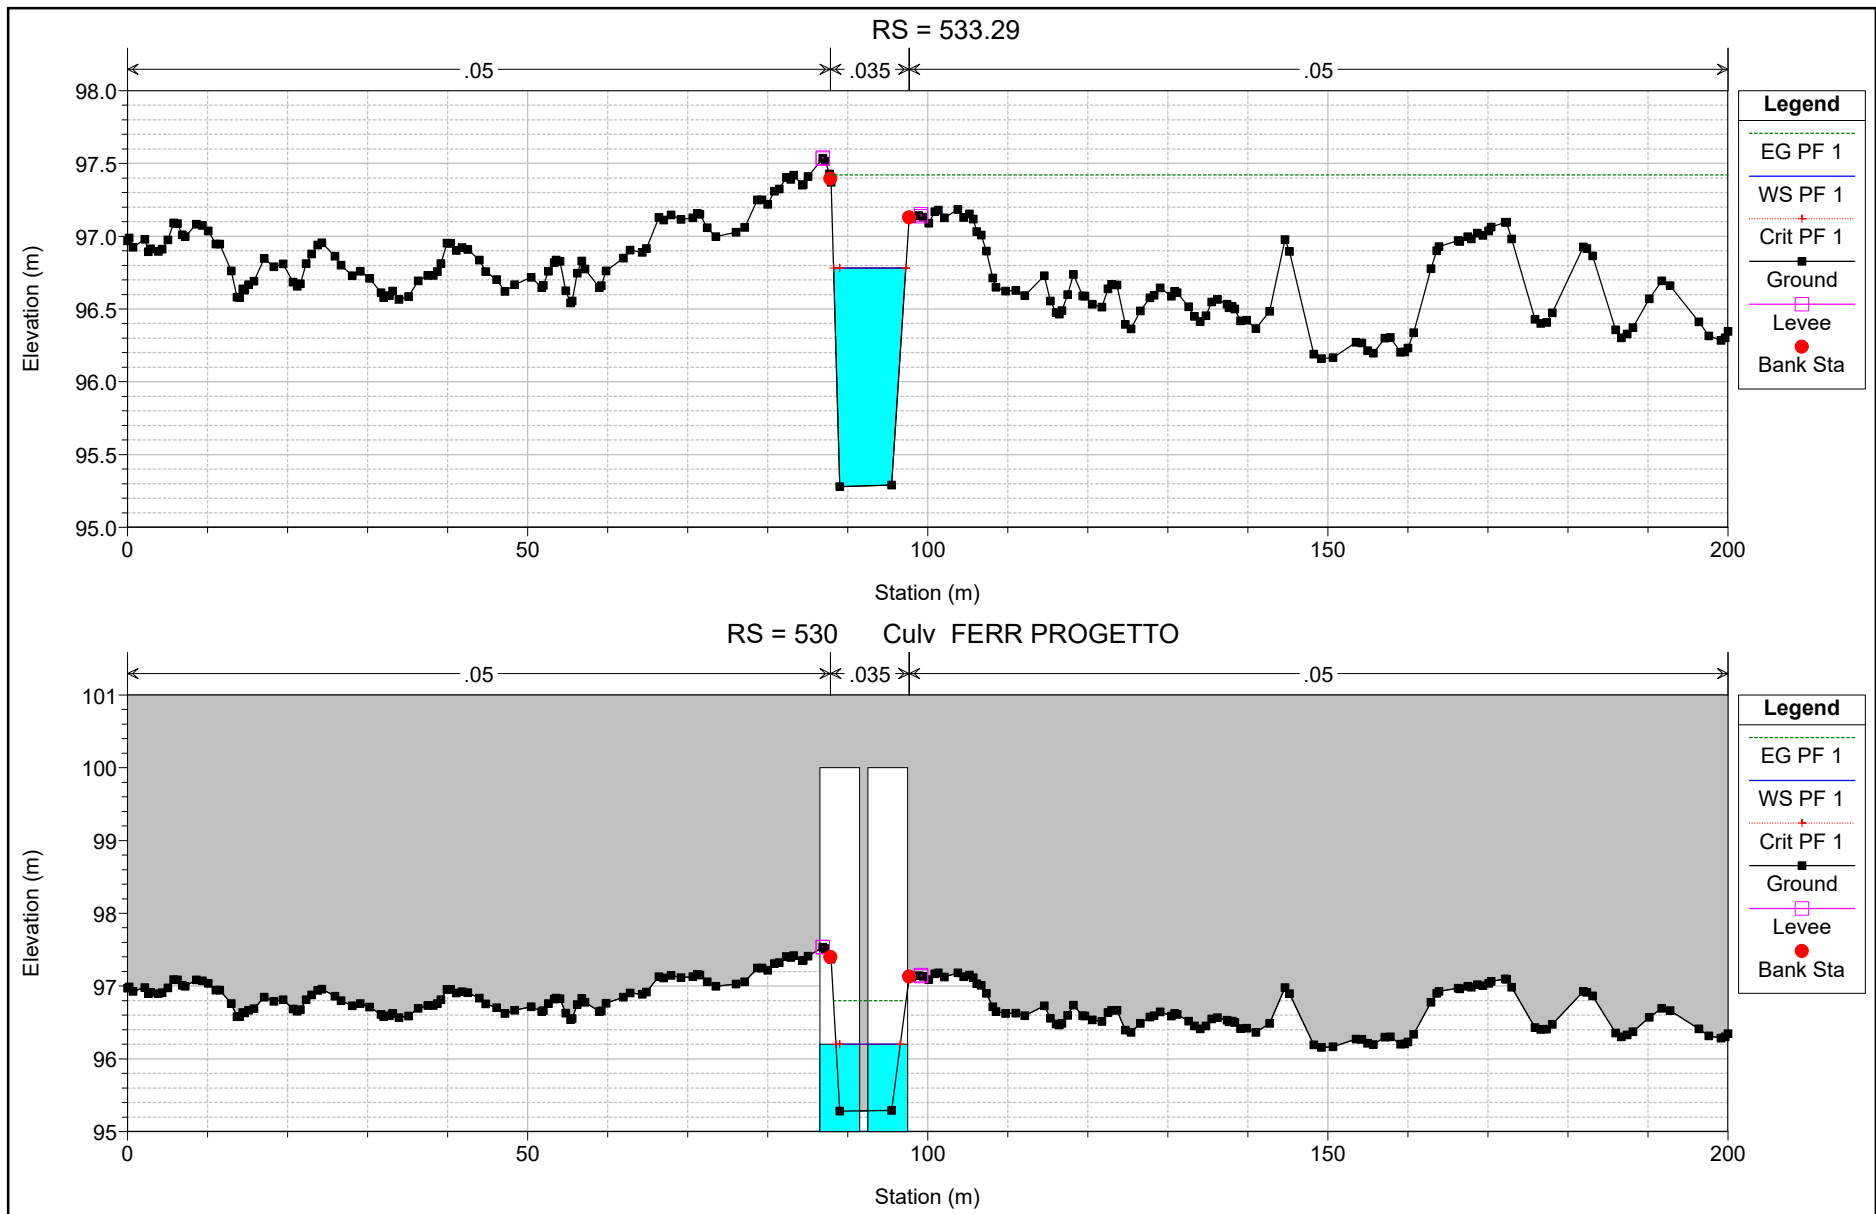 RS = 533.29
.05 .035 .05
98.0
97.5
97.0
96.5
96.0
95.5
95.0
Elevation (m)
0 50 100 150 200
Station (m)
Legend
EG PF 1
WS PF 1
Crit PF 1
Ground
Levee
Bank Sta
RS = 530 Culv FERR PROGETTO
.05 .035 .05
101
100
99
98
97
96
95
Elevation (m)
0 50 100 150 200
Station (m)
Legend
EG PF 1
WS PF 1
Crit PF 1
Ground
Levee
Bank Sta